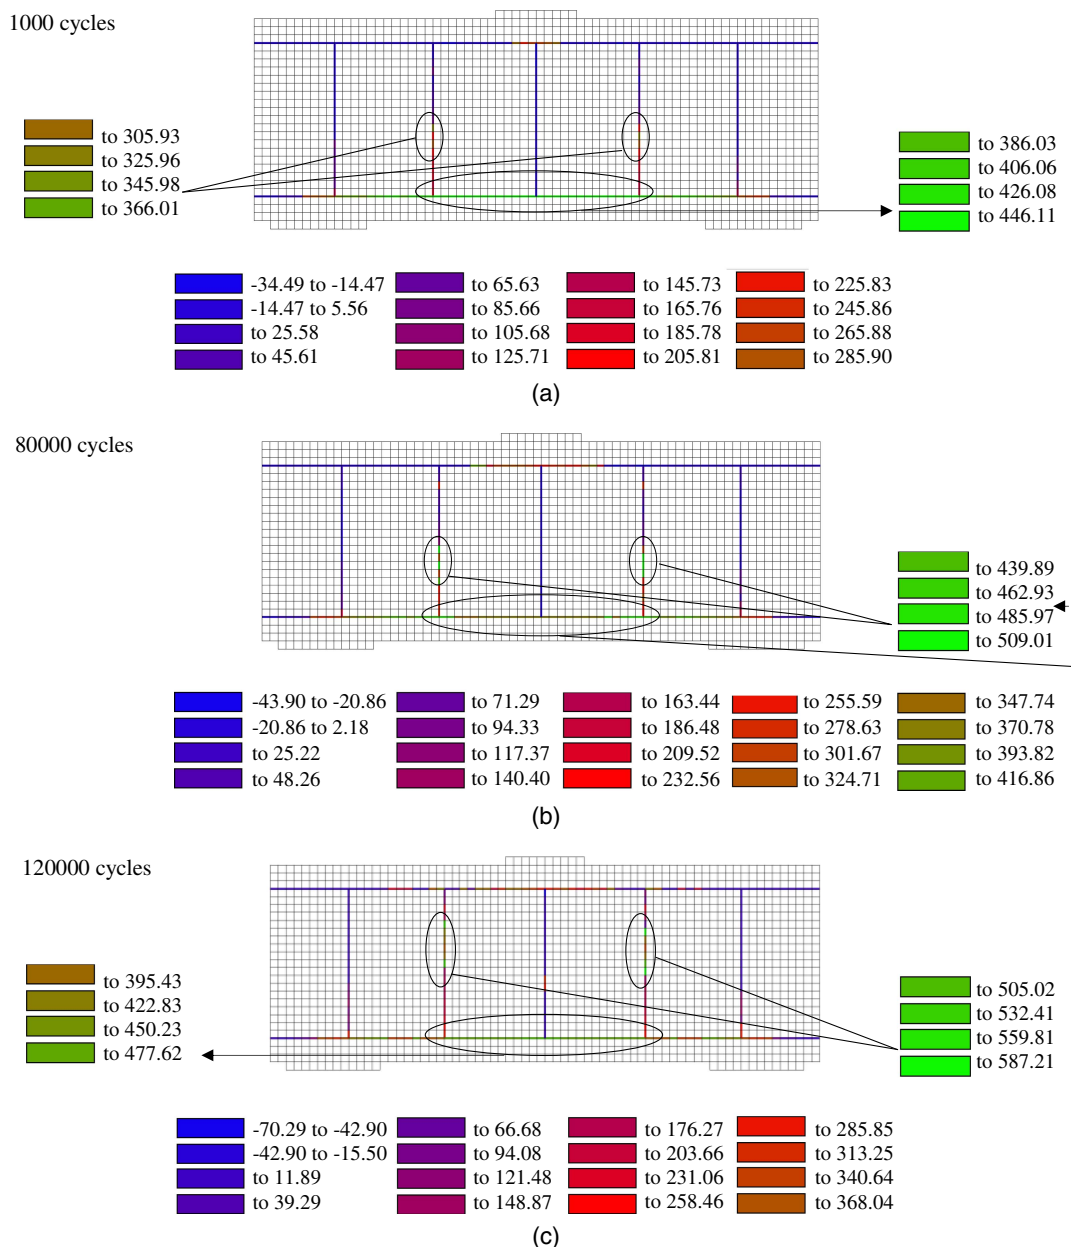 1000 cycles
to 305.93
to 325.96
to 345.98
to 366.01
to 386.03
to 406.06
to 426.08
to 446.11
-34.49 to -14.47
-14.47 to 5.56
to 25.58
to 45.61
to 65.63
to 85.66
to 105.68
to 125.71
to 145.73
to 165.76
to 185.78
to 205.81
to 225.83
to 245.86
to 265.88
to 285.90
(a)
80000 cycles
to 439.89
to 462.93
to 485.97
to 509.01
-43.90 to -20.86
-20.86 to 2.18
to 25.22
to 48.26
to 71.29
to 94.33
to 117.37
to 140.40
to 163.44
to 186.48
to 209.52
to 232.56
to 255.59
to 278.63
to 301.67
to 324.71
to 347.74
to 370.78
to 393.82
to 416.86
(b)
120000 cycles
to 395.43
to 422.83
to 450.23
to 477.62
to 505.02
to 532.41
to 559.81
to 587.21
-70.29 to -42.90
-42.90 to -15.50
to 11.89
to 39.29
to 66.68
to 94.08
to 121.48
to 148.87
to 176.27
to 203.66
to 231.06
to 258.46
to 285.85
to 313.25
to 340.64
to 368.04
(c)